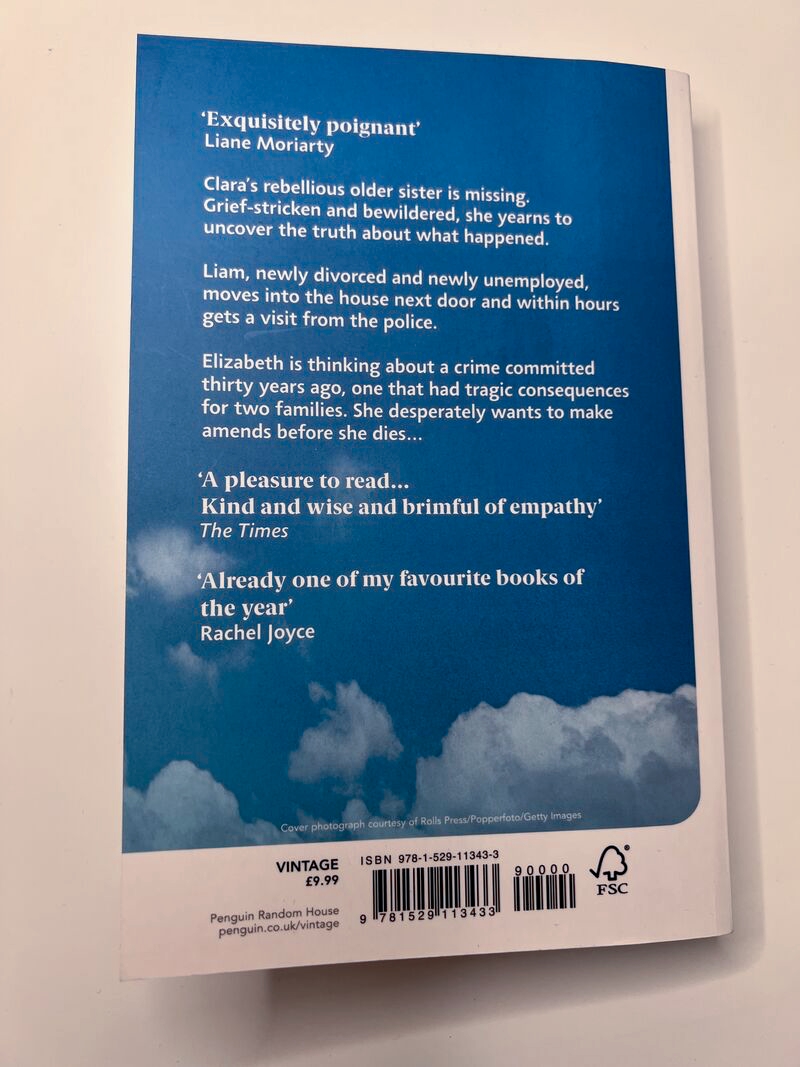 ‘Exquisitely poignant’
Liane Moriarty
Clara’s rebellious older sister is missing.
Grief-stricken and bewildered, she yearns to
uncover the truth about what happened.
Liam, newly divorced and newly unemployed,
moves into the house next door and within hours
gets a visit from the police.
Elizabeth is thinking about a crime committed
thirty years ago, one that had tragic consequences
for two families. She desperately wants to make
amends before she dies...
‘A pleasure to read...
Kind and wise and brimful of empathy’
The Times
‘Already one of my favourite books of
the year’
Rachel Joyce
Cover photograph courtesy of Rolls Press/Popperfoto/Getty Images
VINTAGE
£9.99
Penguin Random House
penguin.co.uk/vintage
ISBN 978-1-529-11343-3
90000
9 781529 113433
®
FSC